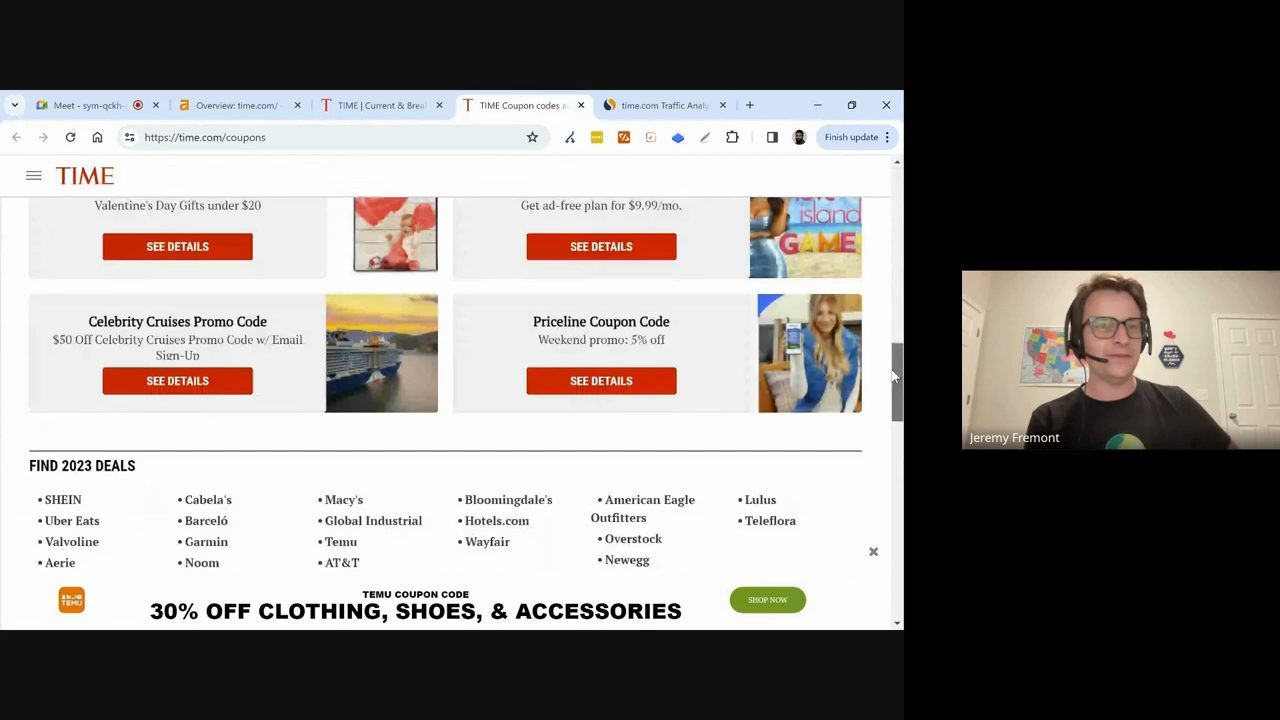 Meet - sym-qckh-
Overview: time.com/
TIME | Current & Brea
TIME Coupon codes a
time.com Traffic Analy
https://time.com/coupons
Finish update
TIME
Valentine's Day Gifts under $20
SEE DETAILS
Get ad-free plan for $9.99/mo.
SEE DETAILS
island
GAMES
Celebrity Cruises Promo Code
$50 Off Celebrity Cruises Promo Code w/ Email
Sign-Up
SEE DETAILS
Priceline Coupon Code
Weekend promo: 5% off
SEE DETAILS
FIND 2023 DEALS
• SHEIN
• Uber Eats
• Valvoline
• Aerie
• Cabela's
• Barceló
• Garmin
• Noom
• Macy's
• Global Industrial
• Temu
• AT&T
• Bloomingdale's
• Hotels.com
• Wayfair
• American Eagle
Outfitters
• Overstock
• Newegg
• Lulus
• Teleflora
TEMU
TEMU COUPON CODE
30% OFF CLOTHING, SHOES, & ACCESSORIES
SHOP NOW
Jeremy Fremont